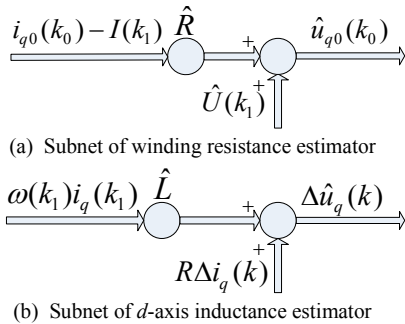 i_{q0}(k_0) − I(k_1) R̂ + û_{q0}(k_0)
Û(k_1) +
(a) Subnet of winding resistance estimator
ω(k_1)i_q(k_1) L̂ + Δû_q(k)
RΔi_q(k) +
(b) Subnet of d-axis inductance estimator